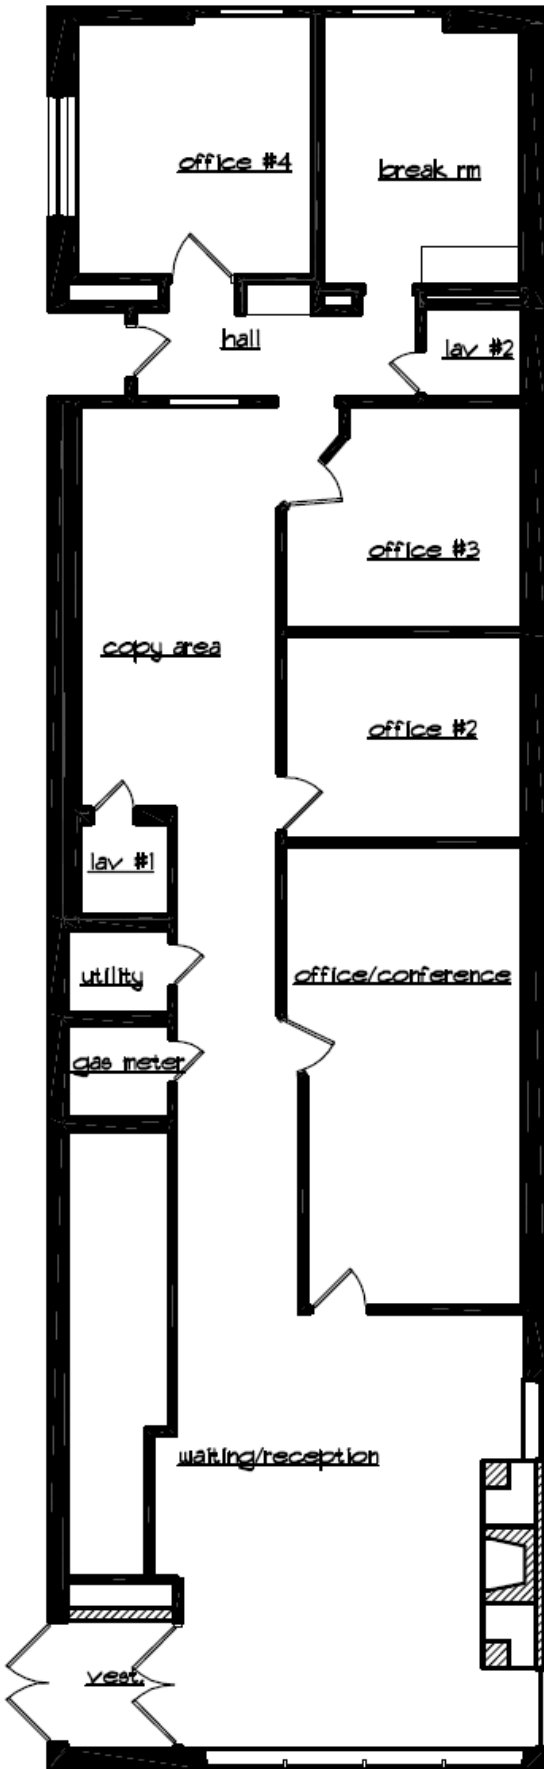 office #4
break rm
hall
lav #2
office #3
copy area
office #2
lav #1
utility
office/conference
gas meter
waiting/reception
vest.